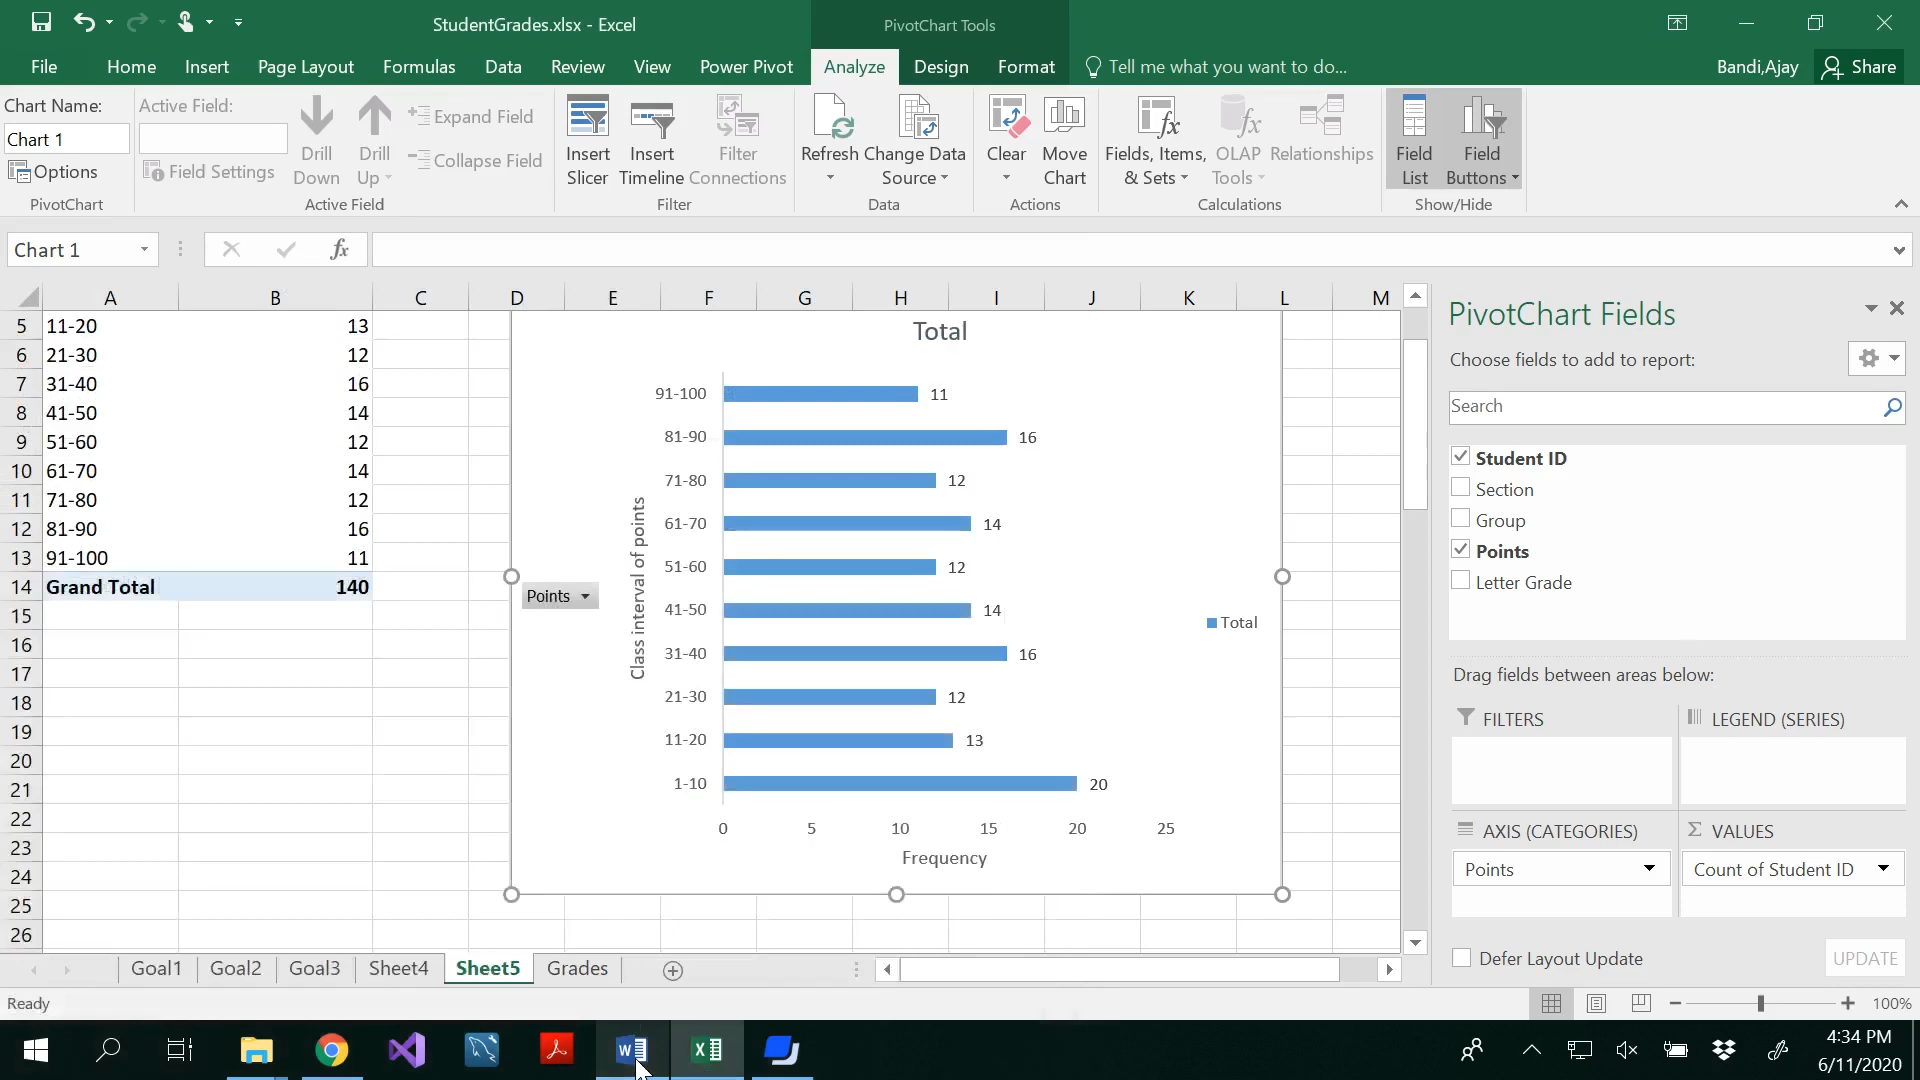 StudentGrades.xlsx - Excel
PivotChart Tools
File Home Insert Page Layout Formulas Data Review View Power Pivot Analyze Design Format Tell me what you want to do... Bandi,Ajay Share
Chart Name:
Chart 1
Options
PivotChart
Active Field:
Field Settings
Drill Down
Drill Up
Expand Field
Collapse Field
Active Field
Insert Slicer
Insert Timeline
Filter Connections
Filter
Refresh
Change Data Source
Data
Clear
Move Chart
Actions
Fields, Items, & Sets
OLAP Tools
Relationships
Calculations
Field List
Field Buttons
Show/Hide
Chart 1
fx
A B C D E F G H I J K L M
5 11-20 13
6 21-30 12
7 31-40 16
8 41-50 14
9 51-60 12
10 61-70 14
11 71-80 12
12 81-90 16
13 91-100 11
14 Grand Total 140
15
16
17
18
19
20
21
22
23
24
25
26
Total
91-100 11
81-90 16
71-80 12
61-70 14
51-60 12
41-50 14
31-40 16
21-30 12
11-20 13
1-10 20
0 5 10 15 20 25
Frequency
Class interval of points
Points
Total
PivotChart Fields
Choose fields to add to report:
Search
Student ID
Section
Group
Points
Letter Grade
Drag fields between areas below:
FILTERS
LEGEND (SERIES)
AXIS (CATEGORIES)
Points
VALUES
Count of Student ID
Defer Layout Update
UPDATE
Goal1 Goal2 Goal3 Sheet4 Sheet5 Grades
Ready
100%
4:34 PM
6/11/2020